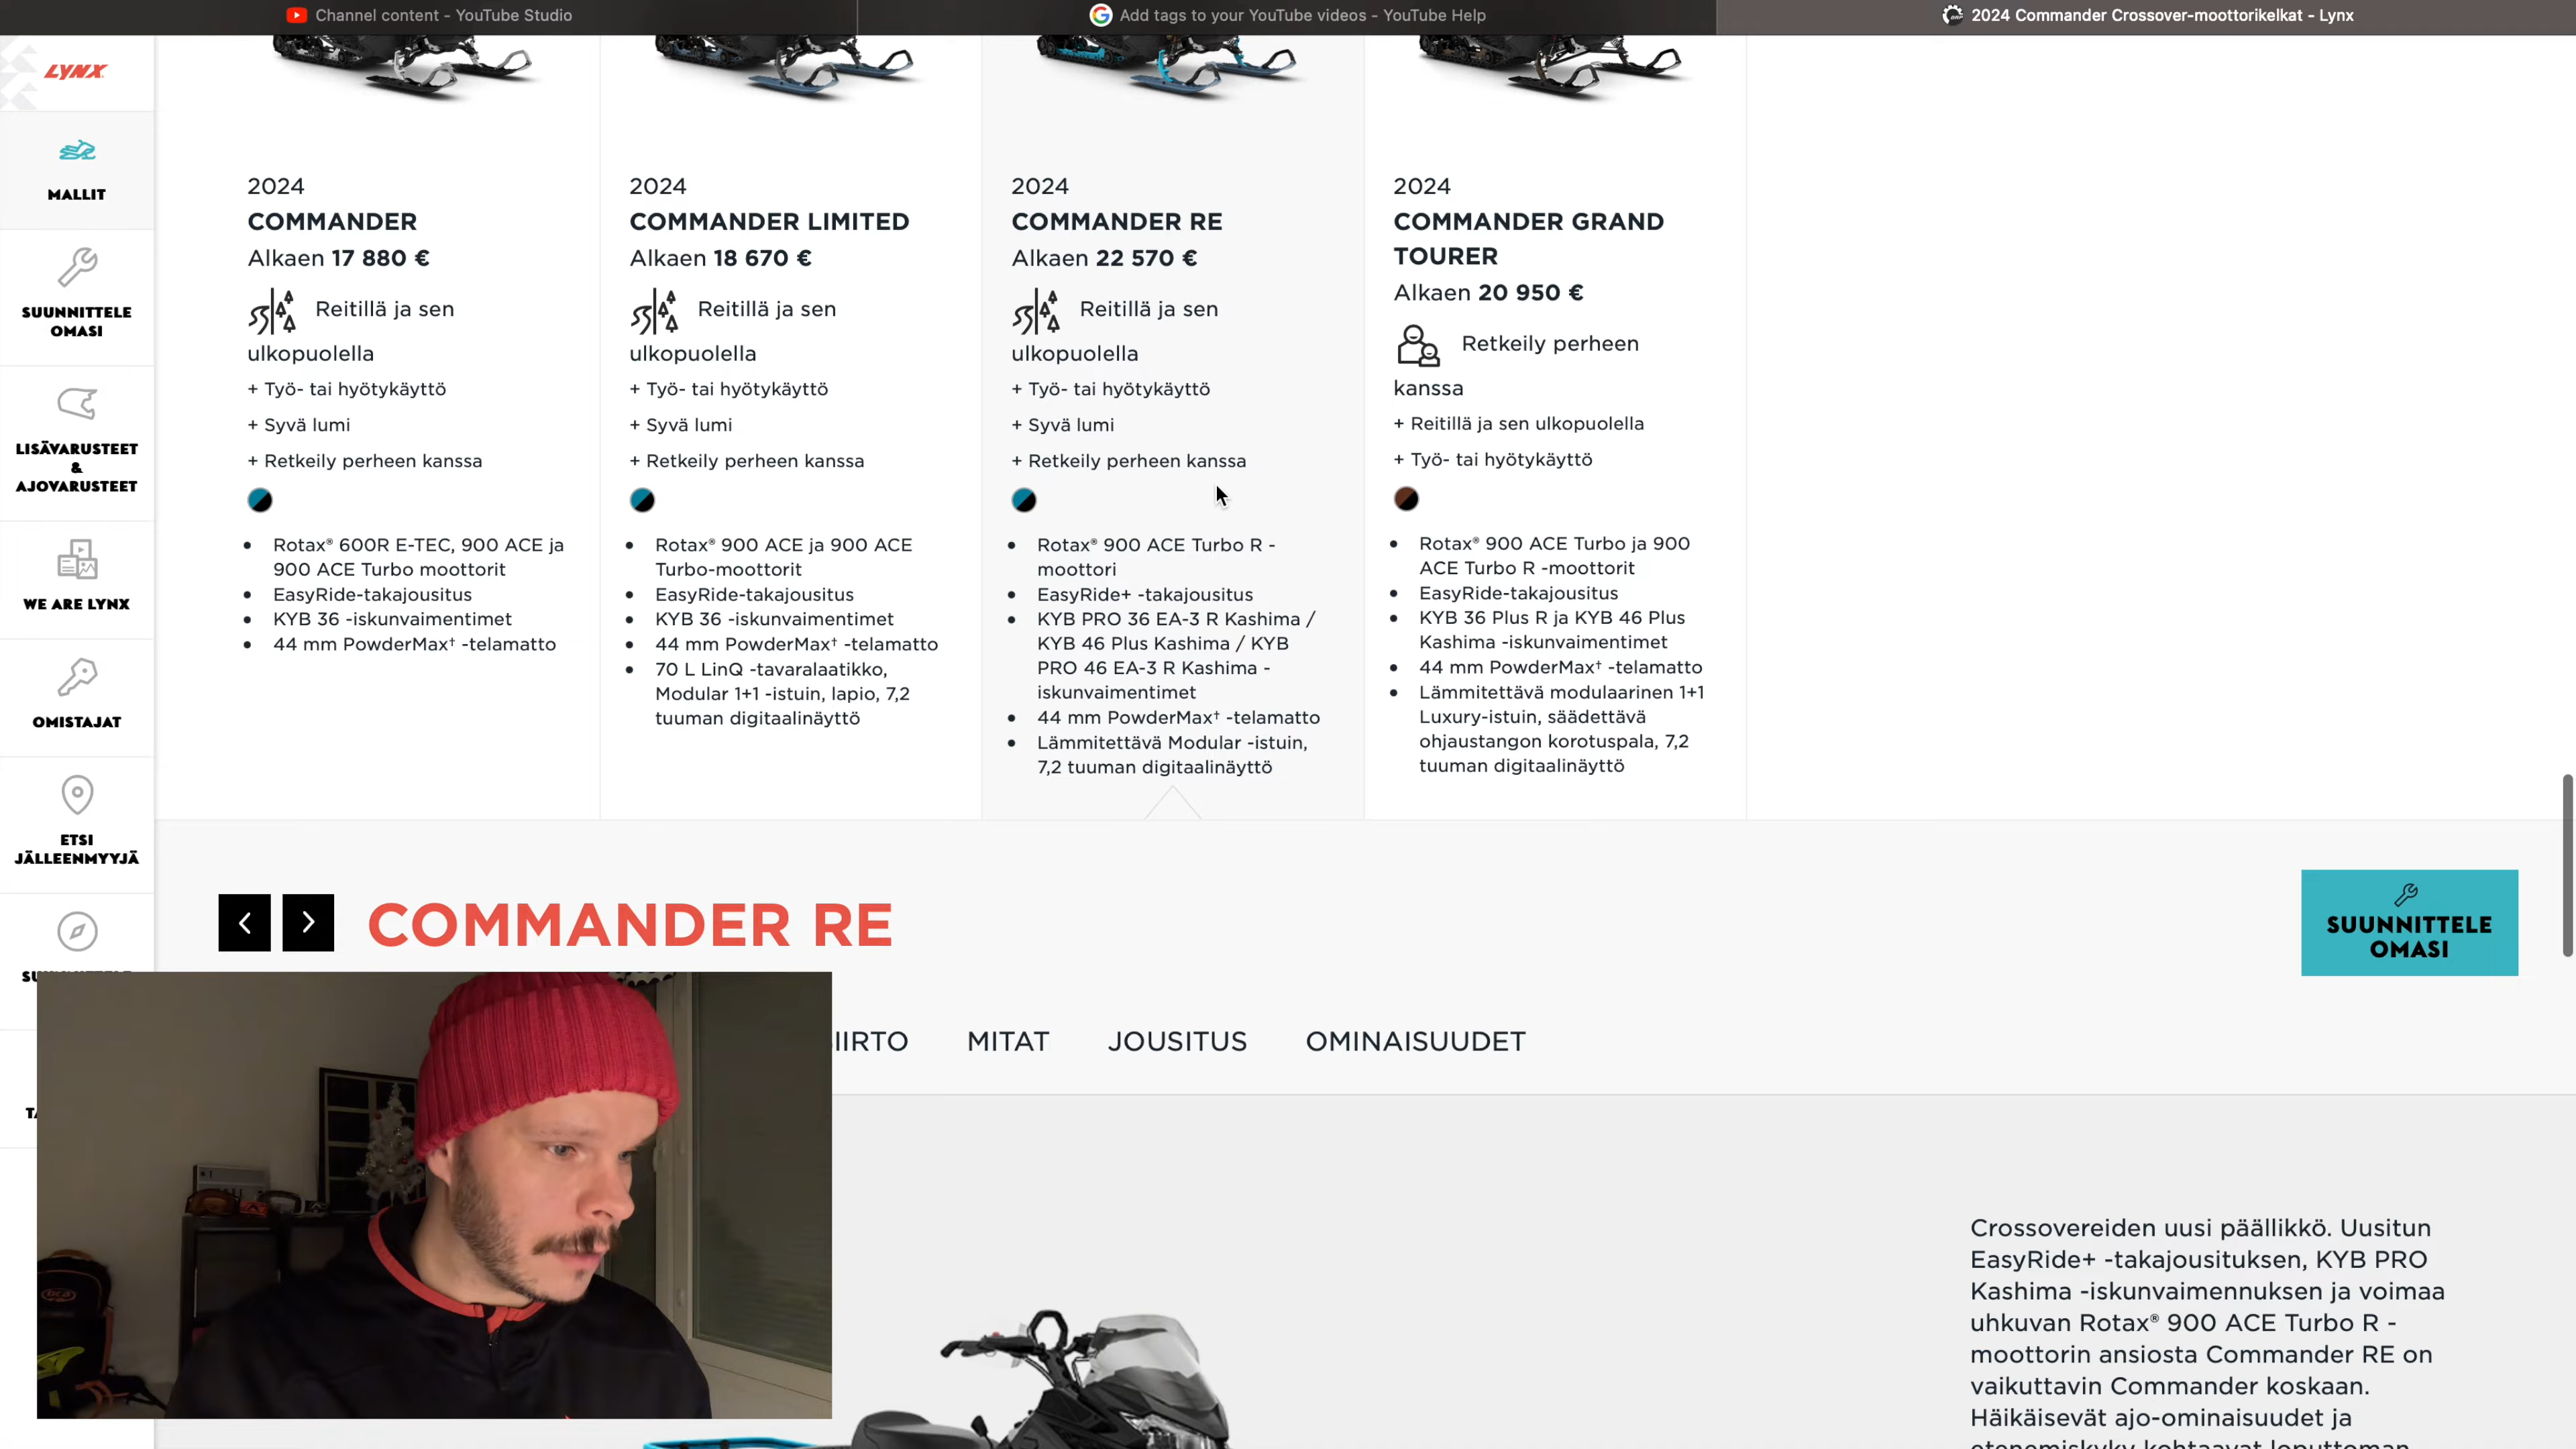 Channel content - YouTube Studio
Add tags to your YouTube videos - YouTube Help
2024 Commander Crossover-moottorikelkat - Lynx
LYNX
MALLIT
SUUNNITTELE
OMASI
LISÄVARUSTEET
&
AJOVARUSTEET
WE ARE LYNX
OMISTAJAT
ETSI
JÄLLEENMYYJÄ
2024
COMMANDER
Alkaen 17 880 €
Reitillä ja sen
ulkopuolella
+ Työ- tai hyötykäyttö
+ Syvä lumi
+ Retkeily perheen kanssa
• Rotax® 600R E-TEC, 900 ACE ja
900 ACE Turbo moottorit
• EasyRide-takajousitus
• KYB 36 -iskunvaimentimet
• 44 mm PowderMax† -telamatto
2024
COMMANDER LIMITED
Alkaen 18 670 €
Reitillä ja sen
ulkopuolella
+ Työ- tai hyötykäyttö
+ Syvä lumi
+ Retkeily perheen kanssa
• Rotax® 900 ACE ja 900 ACE
Turbo-moottorit
• EasyRide-takajousitus
• KYB 36 -iskunvaimentimet
• 44 mm PowderMax† -telamatto
• 70 L LinQ -tavaralaatikko,
Modular 1+1 -istuin, lapio, 7,2
tuuman digitaalinäyttö
2024
COMMANDER RE
Alkaen 22 570 €
Reitillä ja sen
ulkopuolella
+ Työ- tai hyötykäyttö
+ Syvä lumi
+ Retkeily perheen kanssa
• Rotax® 900 ACE Turbo R -
moottori
• EasyRide+ -takajousitus
• KYB PRO 36 EA-3 R Kashima /
KYB 46 Plus Kashima / KYB
PRO 46 EA-3 R Kashima -
iskunvaimentimet
• 44 mm PowderMax† -telamatto
• Lämmitettävä Modular -istuin,
7,2 tuuman digitaalinäyttö
2024
COMMANDER GRAND
TOURER
Alkaen 20 950 €
Retkeily perheen
kanssa
+ Reitillä ja sen ulkopuolella
+ Työ- tai hyötykäyttö
• Rotax® 900 ACE Turbo ja 900
ACE Turbo R -moottorit
• EasyRide-takajousitus
• KYB 36 Plus R ja KYB 46 Plus
Kashima -iskunvaimentimet
• 44 mm PowderMax† -telamatto
• Lämmitettävä modulaarinen 1+1
Luxury-istuin, säädettävä
ohjaustangon korotuspala, 7,2
tuuman digitaalinäyttö
COMMANDER RE
SUUNNITTELE
OMASI
IIRTO MITAT JOUSITUS OMINAISUUDET
bca
Crossovereiden uusi päällikkö. Uusitun
EasyRide+ -takajousituksen, KYB PRO
Kashima -iskunvaimennuksen ja voimaa
uhkuvan Rotax® 900 ACE Turbo R -
moottorin ansiosta Commander RE on
vaikuttavin Commander koskaan.
Häikäisevät ajo-ominaisuudet ja
etenemiskyky kohtaavat loputtoman